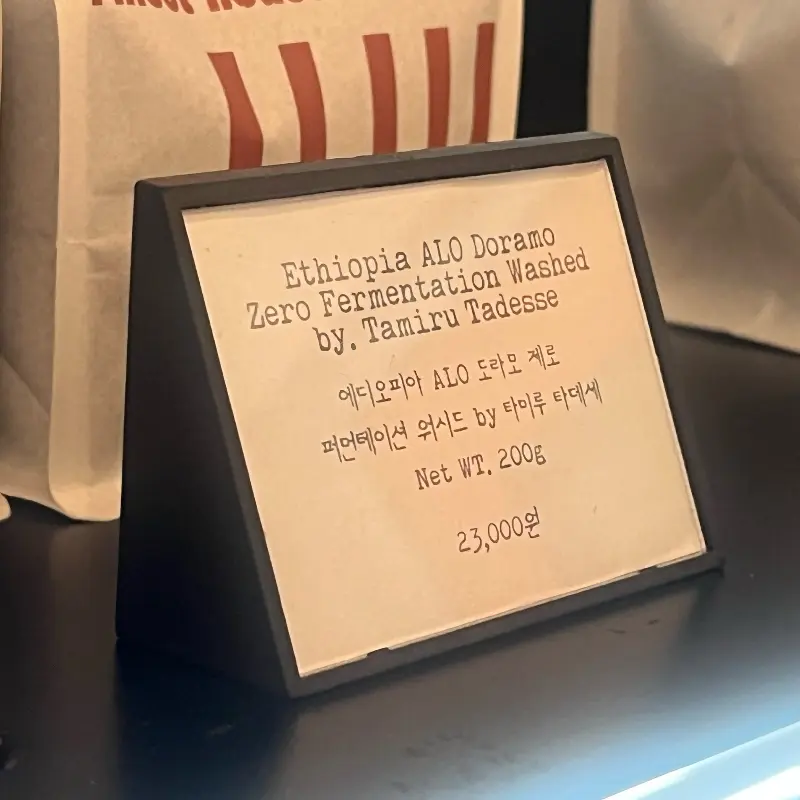 Ethiopia ALO Doramo
Zero Fermentation Washed
by. Tamiru Tadesse
에디오피아 ALO 도라모 제로
퍼먼테이션 워시드 by 타미루 타데세
Net WT. 200g
23,000원